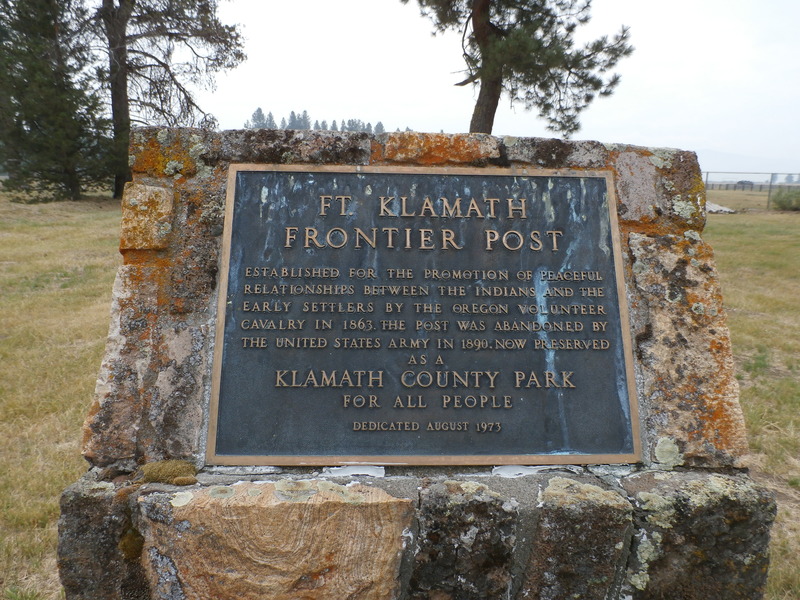 FT. KLAMATH
FRONTIER POST
ESTABLISHED FOR THE PROMOTION OF PEACEFUL
RELATIONSHIPS BETWEEN THE INDIANS AND THE
EARLY SETTLERS BY THE OREGON VOLUNTEER
CAVALRY IN 1863. THE POST WAS ABANDONED BY
THE UNITED STATES ARMY IN 1890. NOW PRESERVED
AS A
KLAMATH COUNTY PARK
FOR ALL PEOPLE
DEDICATED AUGUST 1973